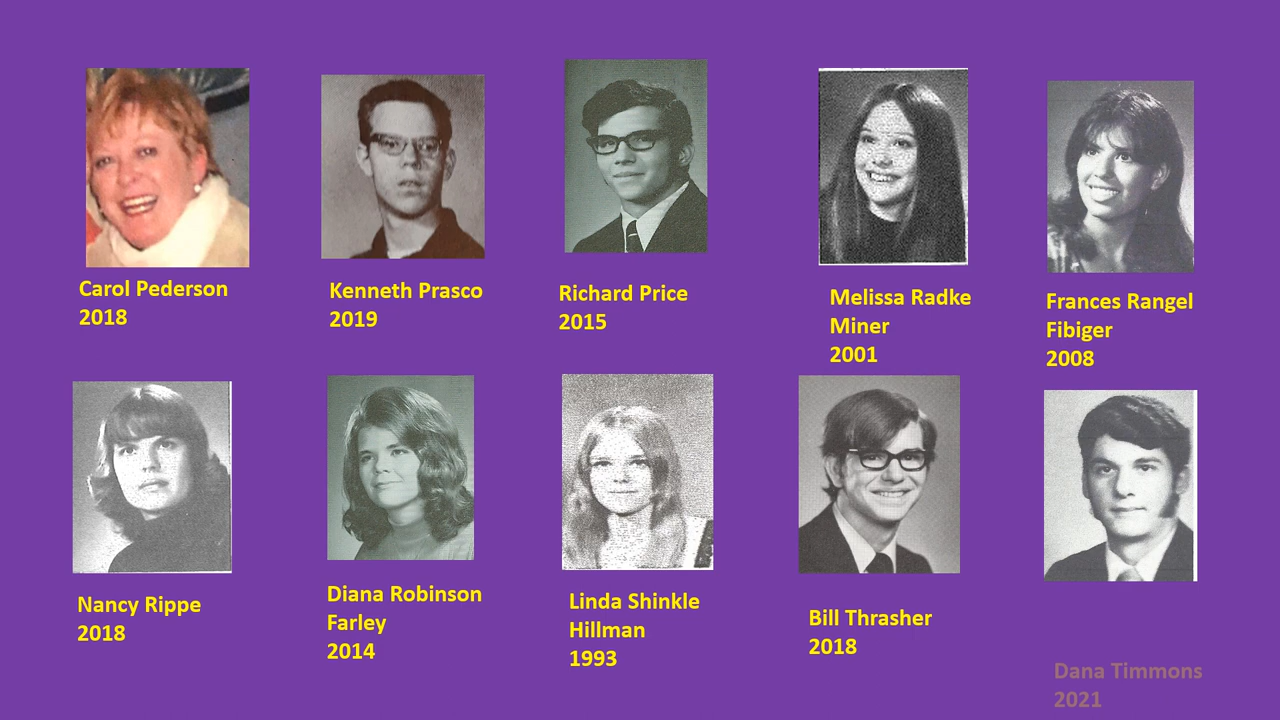 Carol Pederson
2018
Kenneth Prasco
2019
Richard Price
2015
Melissa Radke
Miner
2001
Frances Rangel
Fibiger
2008
Nancy Rippe
2018
Diana Robinson
Farley
2014
Linda Shinkle
Hillman
1993
Bill Thrasher
2018
Dana Timmons
2021